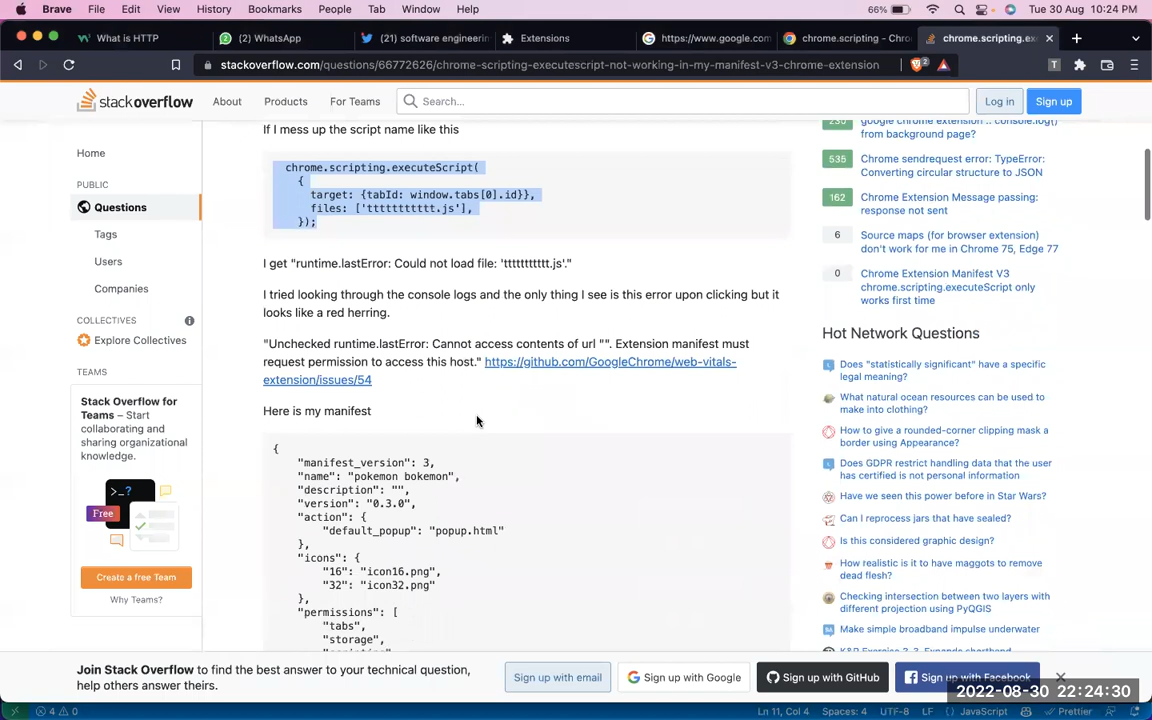 Brave File Edit View History Bookmarks People Tab Window Help
66% Tue 30 Aug 10:24 PM
What is HTTP
(2) WhatsApp
(21) software engineerin
Extensions
https://www.google.com
chrome.scripting - Chro
chrome.scripting.ex
stackoverflow.com/questions/66772626/chrome-scripting-executescript-not-working-in-my-manifest-v3-chrome-extension
2
T
stackoverflow
About
Products
For Teams
Search...
Log in
Sign up
Home
PUBLIC
Questions
Tags
Users
Companies
COLLECTIVES
Explore Collectives
TEAMS
Stack Overflow for
Teams – Start
collaborating and
sharing organizational
knowledge.
>_?
Free
Create a free Team
Why Teams?
If I mess up the script name like this
chrome.scripting.executeScript(
{
target: {tabId: window.tabs[0].id}},
files: ['ttttttttttt.js'],
});
I get "runtime.lastError: Could not load file: 'ttttttttttt.js'."
I tried looking through the console logs and the only thing I see is this error upon clicking but it
looks like a red herring.
"Unchecked runtime.lastError: Cannot access contents of url "". Extension manifest must
request permission to access this host." https://github.com/GoogleChrome/web-vitals-
extension/issues/54
Here is my manifest
{
"manifest_version": 3,
"name": "pokemon bokemon",
"description": "",
"version": "0.3.0",
"action": {
"default_popup": "popup.html"
},
"icons": {
"16": "icon16.png",
"32": "icon32.png"
},
"permissions": [
"tabs",
"storage",
google chrome extension :: console.log()
from background page?
535
Chrome sendrequest error: TypeError:
Converting circular structure to JSON
162
Chrome Extension Message passing:
response not sent
6
Source maps (for browser extension)
don't work for me in Chrome 75, Edge 77
0
Chrome Extension Manifest V3
chrome.scripting.executeScript only
works first time
Hot Network Questions
Does "statistically significant" have a specific
legal meaning?
What natural ocean resources can be used to
make into clothing?
How to give a rounded-corner clipping mask a
border using Appearance?
Does GDPR restrict handling data that the user
has certified is not personal information
Have we seen this power before in Star Wars?
Can I reprocess jars that have sealed?
Is this considered graphic design?
How realistic is it to have maggots to remove
dead flesh?
Checking intersection between two layers with
different projection using PyQGIS
Make simple broadband impulse underwater
Join Stack Overflow to find the best answer to your technical question,
help others answer theirs.
Sign up with email
Sign up with Google
Sign up with GitHub
Sign up with Facebook
2022-08-30 22:24:30
4 0
Ln 11, Col 4 Spaces: 4 UTF-8 LF JavaScript Prettier